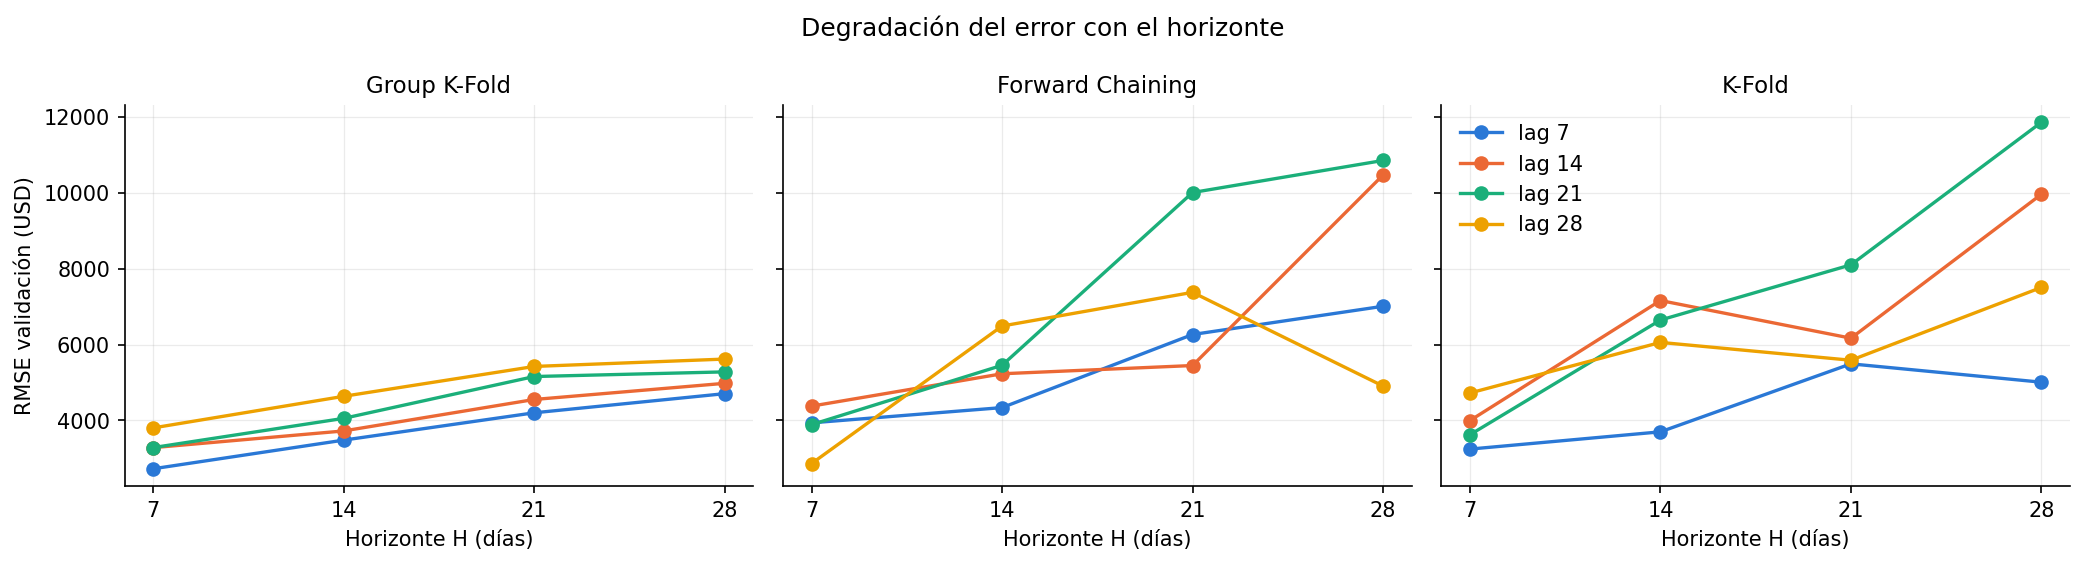 Degradación del error con el horizonte
Group K-Fold
Forward Chaining
K-Fold
RMSE validación (USD)
12000
10000
8000
6000
4000
lag 7
lag 14
lag 21
lag 28
7 14 21 28
7 14 21 28
7 14 21 28
Horizonte H (días)
Horizonte H (días)
Horizonte H (días)